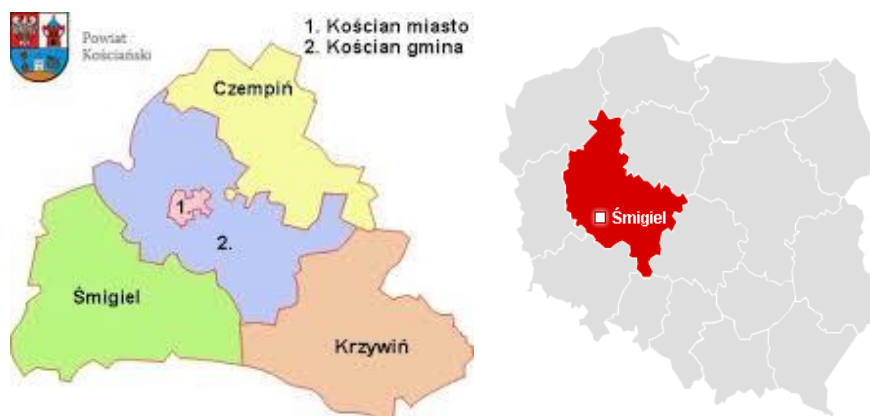 Powiat
Kościański
1. Kościan miasto
2. Kościan gmina
Czempiń
1.
2.
Śmigiel
Krzywiń
Śmigiel